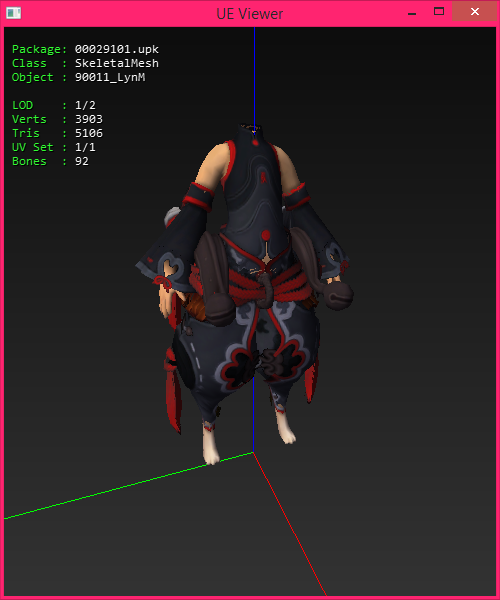 UE Viewer
Package: 00029101.upk
Class : SkeletalMesh
Object : 90011_LynM
LOD : 1/2
Verts : 3903
Tris : 5106
UV Set : 1/1
Bones : 92